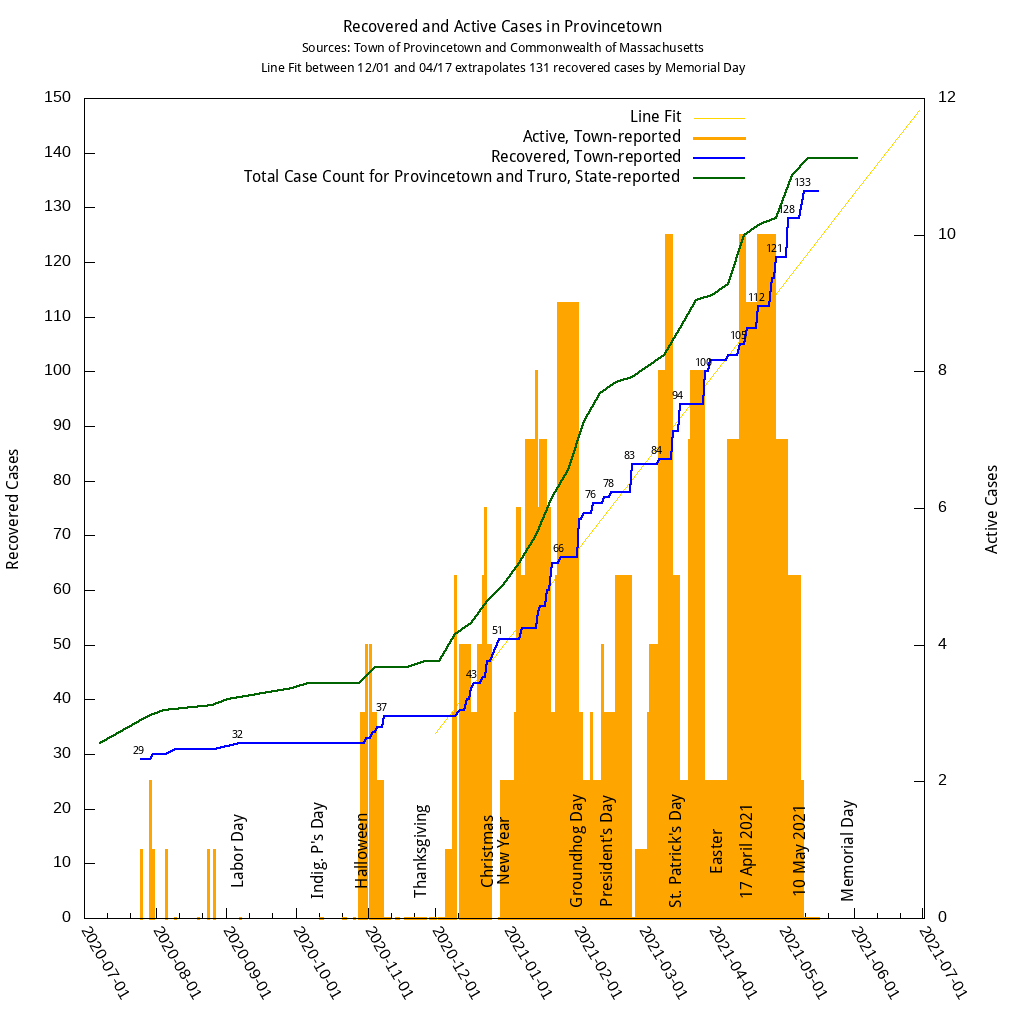 Recovered and Active Cases in Provincetown
Sources: Town of Provincetown and Commonwealth of Massachusetts
Line Fit between 12/01 and 04/17 extrapolates 131 recovered cases by Memorial Day
Line Fit
Active, Town-reported
Recovered, Town-reported
Total Case Count for Provincetown and Truro, State-reported
Recovered Cases
150
140
130
120
110
100
90
80
70
60
50
40
30
20
10
0
Active Cases
12
10
8
6
4
2
0
29
32
37
43
51
66
76
78
83
84
94
100
105
112
121
128
133
Labor Day
Indig. P's Day
Halloween
Thanksgiving
Christmas
New Year
Groundhog Day
President's Day
St. Patrick's Day
Easter
17 April 2021
10 May 2021
Memorial Day
2020-07-01
2020-08-01
2020-09-01
2020-10-01
2020-11-01
2020-12-01
2021-01-01
2021-02-01
2021-03-01
2021-04-01
2021-05-01
2021-06-01
2021-07-01